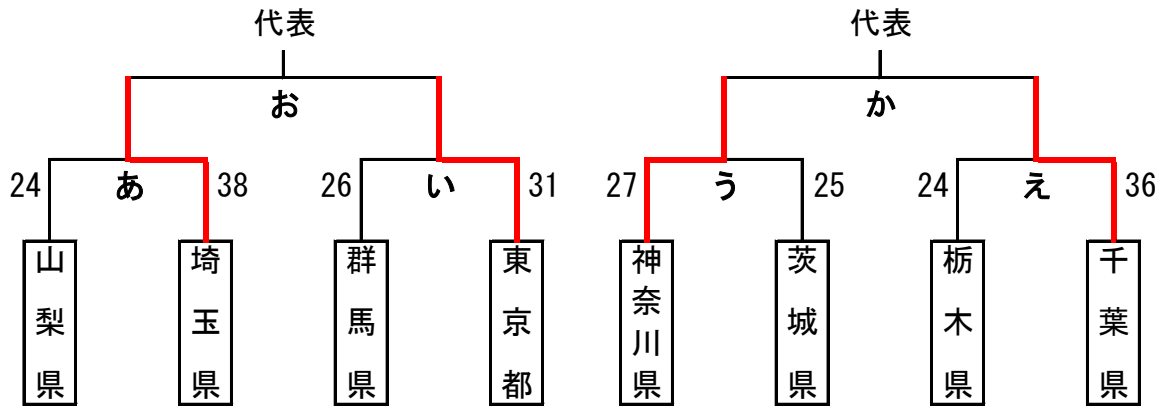 代表 代表
お か
24 あ 38 26 い 31 27 う 25 24 え 36
山梨県 埼玉県 群馬県 東京都 神奈川県 茨城県 栃木県 千葉県